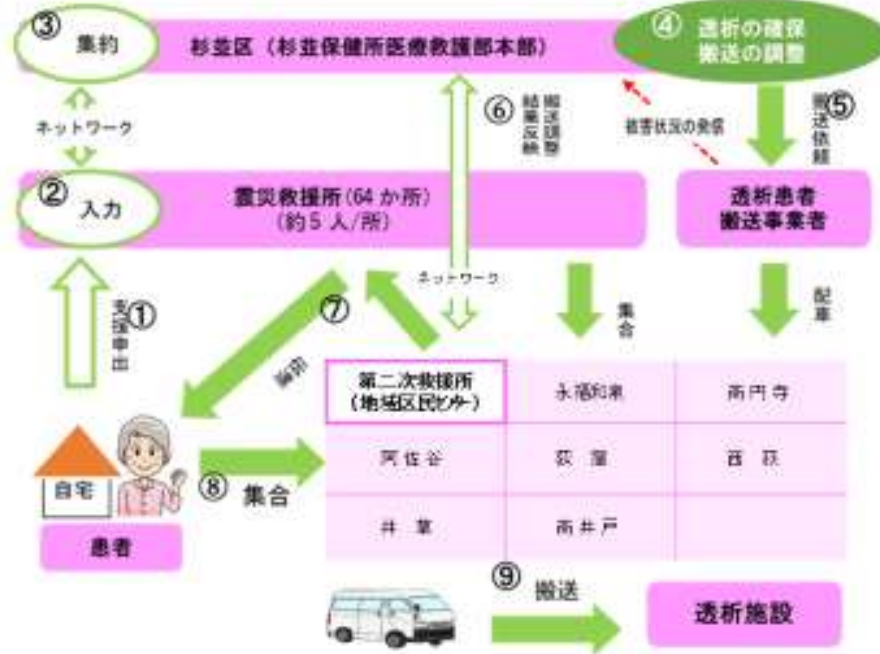 ③
集約
杉並区（杉並保健所医療救護部本部）
④ 透析の確保
搬送の調整
ネットワーク
⑥
搬送調整
結果反映
被害状況の発信
⑤
搬送依頼
②
入力
震災救援所(64か所)
(約5人/所)
透析患者
搬送事業者
①
支援申出
ネットワーク
⑦
集合
配車
第二次救援所
(地域区民センター)
永福和泉
高円寺
阿佐谷
荻窪
西荻
井草
高井戸
自宅
患者
⑧
集合
⑨
搬送
透析施設